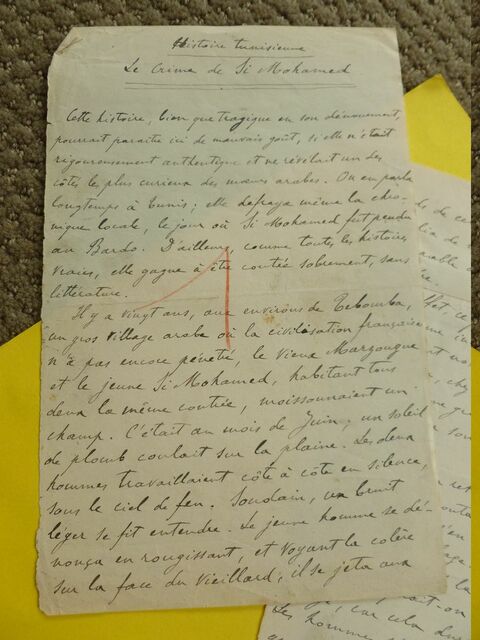 Histoire tunisienne
Le Crime de Si Mohamed
Cette histoire, bien que tragique en son dénouement,
pourrait paraître ici de mauvais goût, si elle n'était
rigoureusement authentique et ne révélait un des
côtés les plus curieux des mœurs arabes. On en parla
longtemps à Tunis ; elle défraya même la chro-
nique locale, le jour où Si Mohamed fut pendu
au Bardo. D'ailleurs, comme toutes les histoires
vraies, elle gagne à être contée sobrement, sans
littérature.
Il y a vingt ans, aux environs de Tebourba,
un gros village arabe où la civilisation française
n'a pas encore pénétré, le vieux Marzougue
et le jeune Si Mohamed, habitant tous
deux la même contrée, moissonnaient un
champ. C'était au mois de Juin ; un soleil
de plomb coulait sur la plaine. Les deux
hommes travaillaient côte à côte en silence,
sous le ciel de feu. Soudain, un bruit
léger se fit entendre. Le jeune homme se dé-
tourna en rougissant, et voyant la colère
sur la face du vieillard, il se jeta aux